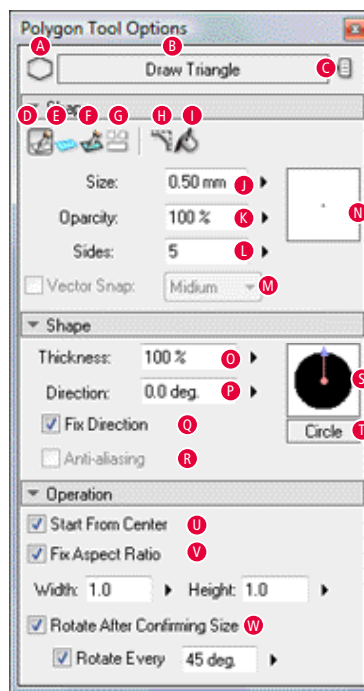 Polygon Tool Options
A
B
Draw Triangle
C
Shape
D E F G H I
Size: 0.50 mm J
N
Oparcity: 100 % K
Sides: 5 L
Vector Snap: Midium M
Shape
Thickness: 100 % O
S
Direction: 0.0 deg. P
Fix Direction Q
Circle T
Anti-aliasing R
Operation
Start From Center U
Fix Aspect Ratio V
Width: 1.0 Height: 1.0
Rotate After Confirming Size W
Rotate Every 45 deg.